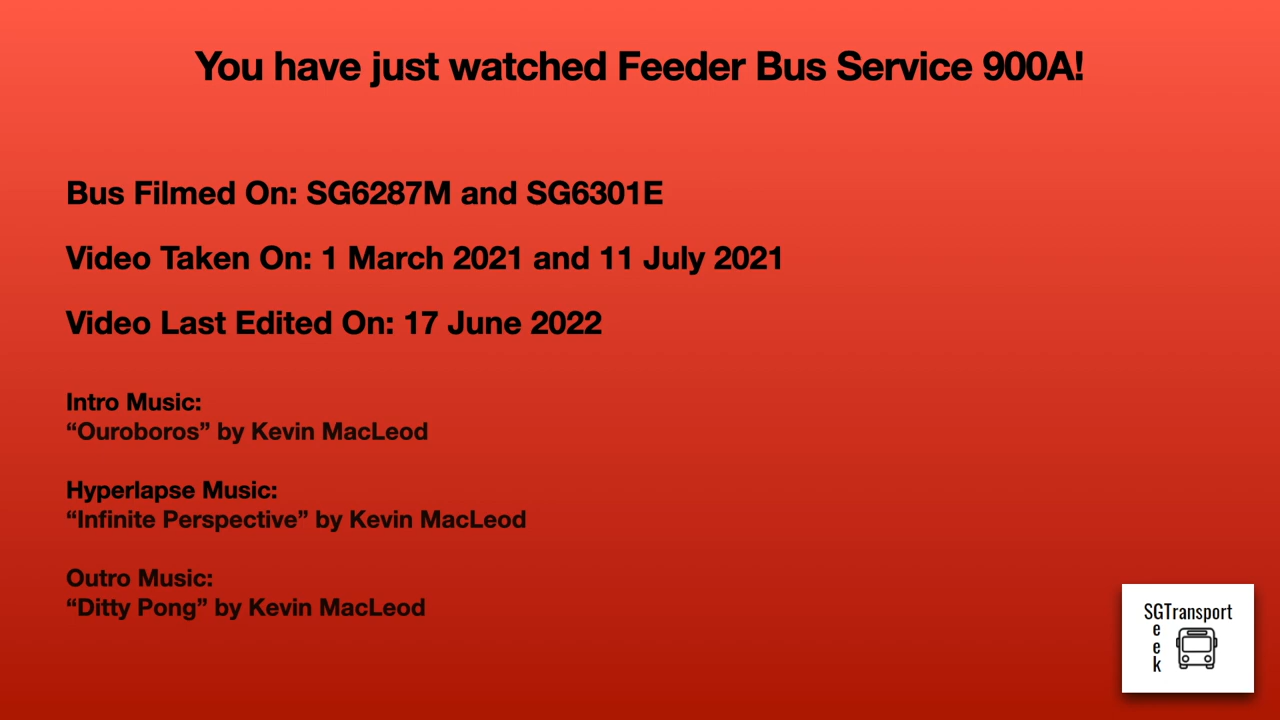 You have just watched Feeder Bus Service 900A!
Bus Filmed On: SG6287M and SG6301E
Video Taken On: 1 March 2021 and 11 July 2021
Video Last Edited On: 17 June 2022
Intro Music:
“Ouroboros” by Kevin MacLeod
Hyperlapse Music:
“Infinite Perspective” by Kevin MacLeod
Outro Music:
“Ditty Pong” by Kevin MacLeod
SGTransport
e
e
k